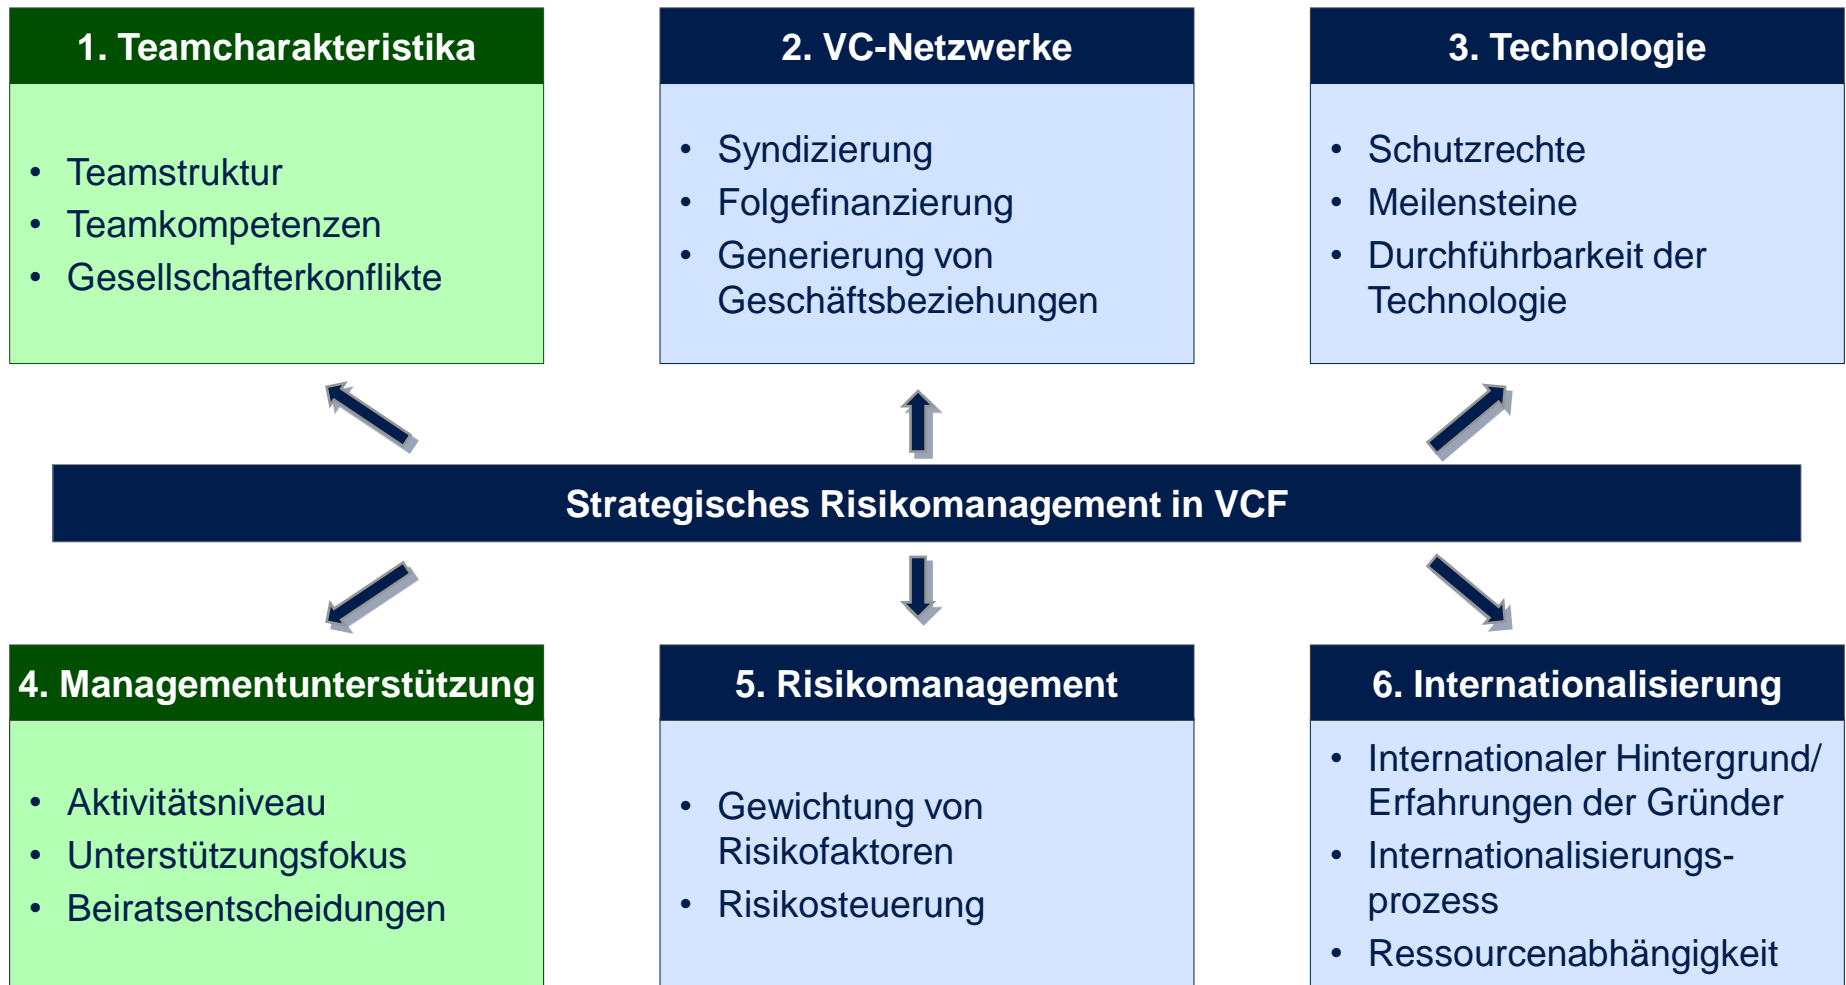 1. Teamcharakteristika
• Teamstruktur
• Teamkompetenzen
• Gesellschafterkonflikte
2. VC-Netzwerke
• Syndizierung
• Folgefinanzierung
• Generierung von
Geschäftsbeziehungen
3. Technologie
• Schutzrechte
• Meilensteine
• Durchführbarkeit der
Technologie
Strategisches Risikomanagement in VCF
4. Managementunterstützung
• Aktivitätsniveau
• Unterstützungsfokus
• Beiratsentscheidungen
5. Risikomanagement
• Gewichtung von
Risikofaktoren
• Risikosteuerung
6. Internationalisierung
• Internationaler Hintergrund/
Erfahrungen der Gründer
• Internationalisierungs-
prozess
• Ressourcenabhängigkeit